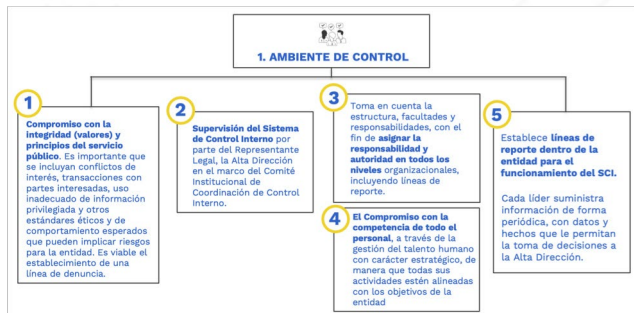 1. AMBIENTE DE CONTROL
1
Compromiso con la
integridad (valores) y
principios del servicio
público. Es importante que
se incluyan conflictos de
interés, transacciones con
partes interesadas, uso
inadecuado de información
privilegiada y otros
estándares éticos y de
comportamiento esperados
que pueden implicar riesgos
para la entidad. Es viable el
establecimiento de una
línea de denuncia.
2
Supervisión del Sistema
de Control Interno por
parte del Representante
Legal, la Alta Dirección
en el marco del Comité
Institucional de
Coordinación de Control
Interno.
3
Toma en cuenta la
estructura, facultades y
responsabilidades, con el
fin de asignar la
responsabilidad y
autoridad en todos los
niveles organizacionales,
incluyendo líneas de
reporte.
4
El Compromiso con la
competencia de todo el
personal, a través de la
gestión del talento humano
con carácter estratégico, de
manera que todas sus
actividades estén alineadas
con los objetivos de la
entidad
5
Establece líneas de
reporte dentro de la
entidad para el
funcionamiento del SCI.
Cada líder suministra
información de forma
periódica, con datos y
hechos que le permitan
la toma de decisiones a
la Alta Dirección.